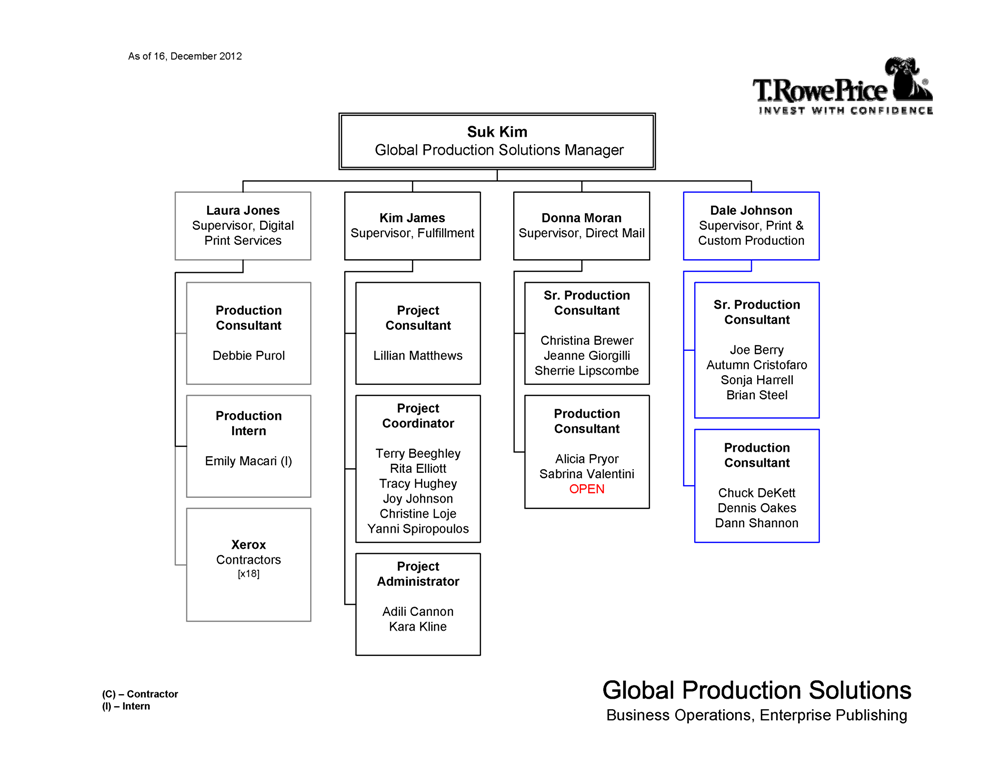 As of 16, December 2012
T.RowePrice
®
INVEST WITH CONFIDENCE
Suk Kim
Global Production Solutions Manager
Laura Jones
Supervisor, Digital
Print Services
Kim James
Supervisor, Fulfillment
Donna Moran
Supervisor, Direct Mail
Dale Johnson
Supervisor, Print &
Custom Production
Production
Consultant
Debbie Purol
Production
Intern
Emily Macari (I)
Xerox
Contractors
[x18]
Project
Consultant
Lillian Matthews
Project
Coordinator
Terry Beeghley
Rita Elliott
Tracy Hughey
Joy Johnson
Christine Loje
Yanni Spiropoulos
Project
Administrator
Adili Cannon
Kara Kline
Sr. Production
Consultant
Christina Brewer
Jeanne Giorgilli
Sherrie Lipscombe
Production
Consultant
Alicia Pryor
Sabrina Valentini
OPEN
Sr. Production
Consultant
Joe Berry
Autumn Cristofaro
Sonja Harrell
Brian Steel
Production
Consultant
Chuck DeKett
Dennis Oakes
Dann Shannon
(C) – Contractor
(I) – Intern
Global Production Solutions
Business Operations, Enterprise Publishing